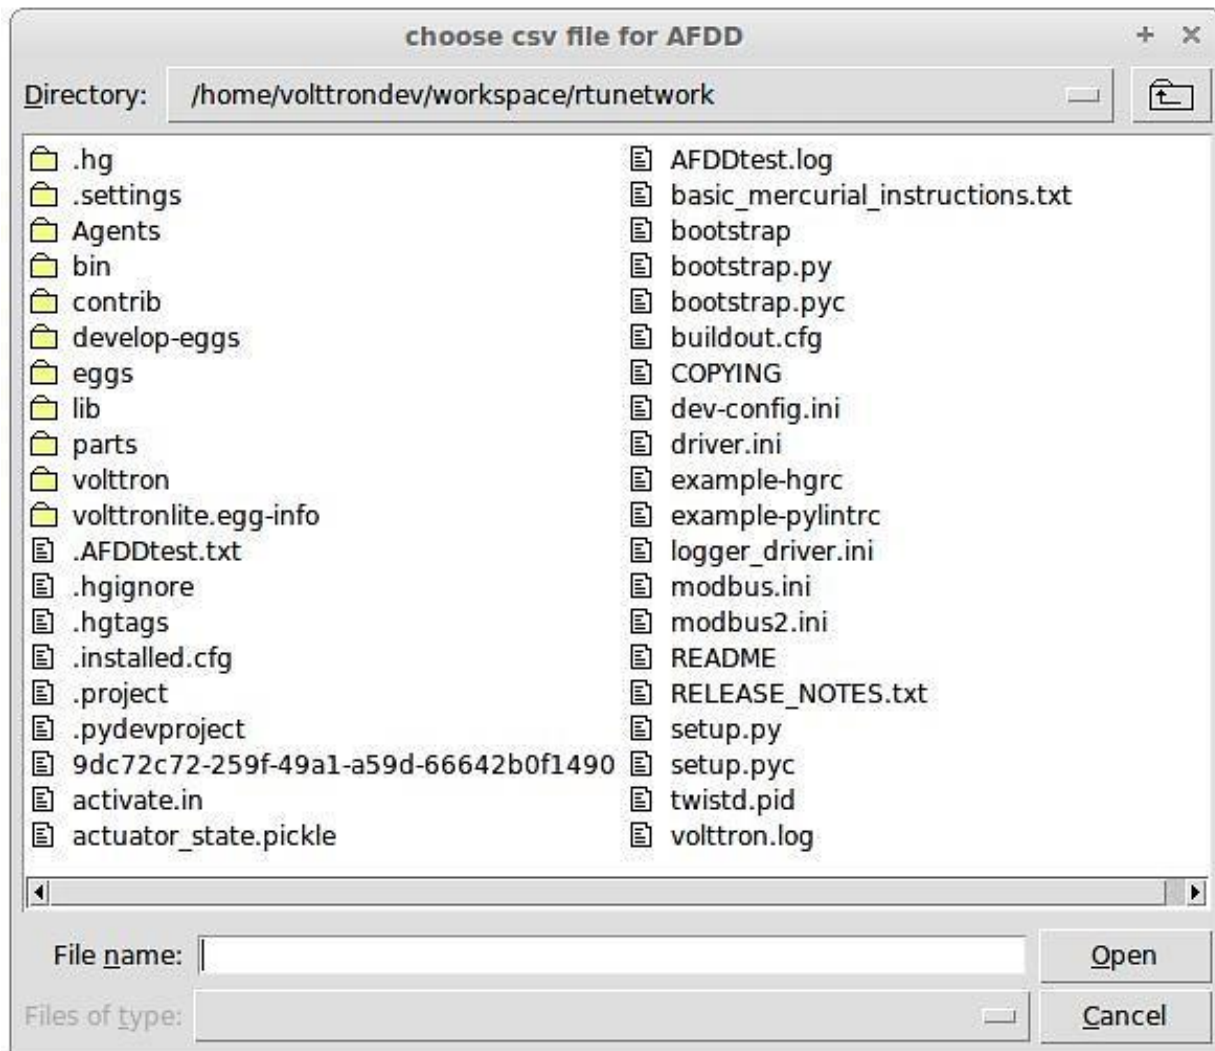 choose csv file for AFDD
Directory: /home/volttrondev/workspace/rtunetwork
.hg
.settings
Agents
bin
contrib
develop-eggs
eggs
lib
parts
volttron
volttronlite.egg-info
.AFDDtest.txt
.hgignore
.hgtags
.installed.cfg
.project
.pydevproject
9dc72c72-259f-49a1-a59d-66642b0f1490
activate.in
actuator_state.pickle
AFDDtest.log
basic_mercurial_instructions.txt
bootstrap
bootstrap.py
bootstrap.pyc
buildout.cfg
COPYING
dev-config.ini
driver.ini
example-hgrc
example-pylintrc
logger_driver.ini
modbus.ini
modbus2.ini
README
RELEASE_NOTES.txt
setup.py
setup.pyc
twistd.pid
volttron.log
File name:
Open
Files of type:
Cancel